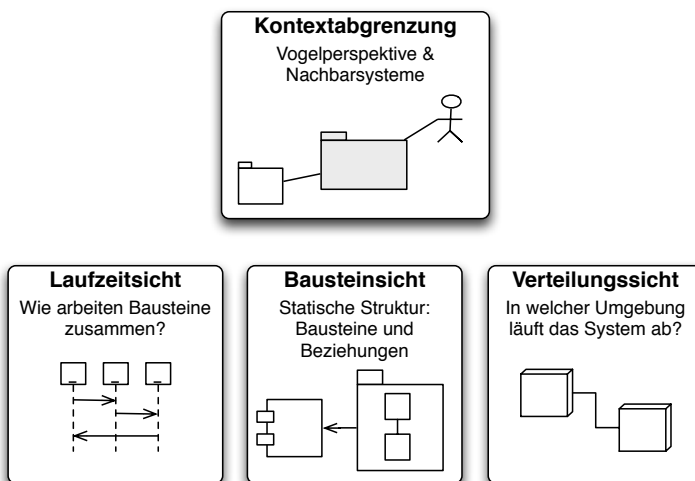 Kontextabgrenzung
Vogelperspektive &
Nachbarsysteme
Laufzeitsicht
Wie arbeiten Bausteine
zusammen?
Bausteinsicht
Statische Struktur:
Bausteine und
Beziehungen
Verteilungssicht
In welcher Umgebung
läuft das System ab?